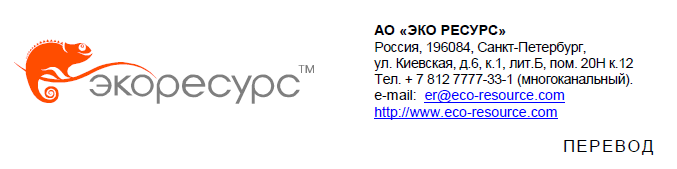 экоресурс™
АО «ЭКО РЕСУРС»
Россия, 196084, Санкт-Петербург,
ул. Киевская, д.6, к.1, лит.Б, пом. 20Н к.12
Тел. + 7 812 7777-33-1 (многоканальный).
e-mail: er@eco-resource.com
http://www.eco-resource.com
ПЕРЕВОД